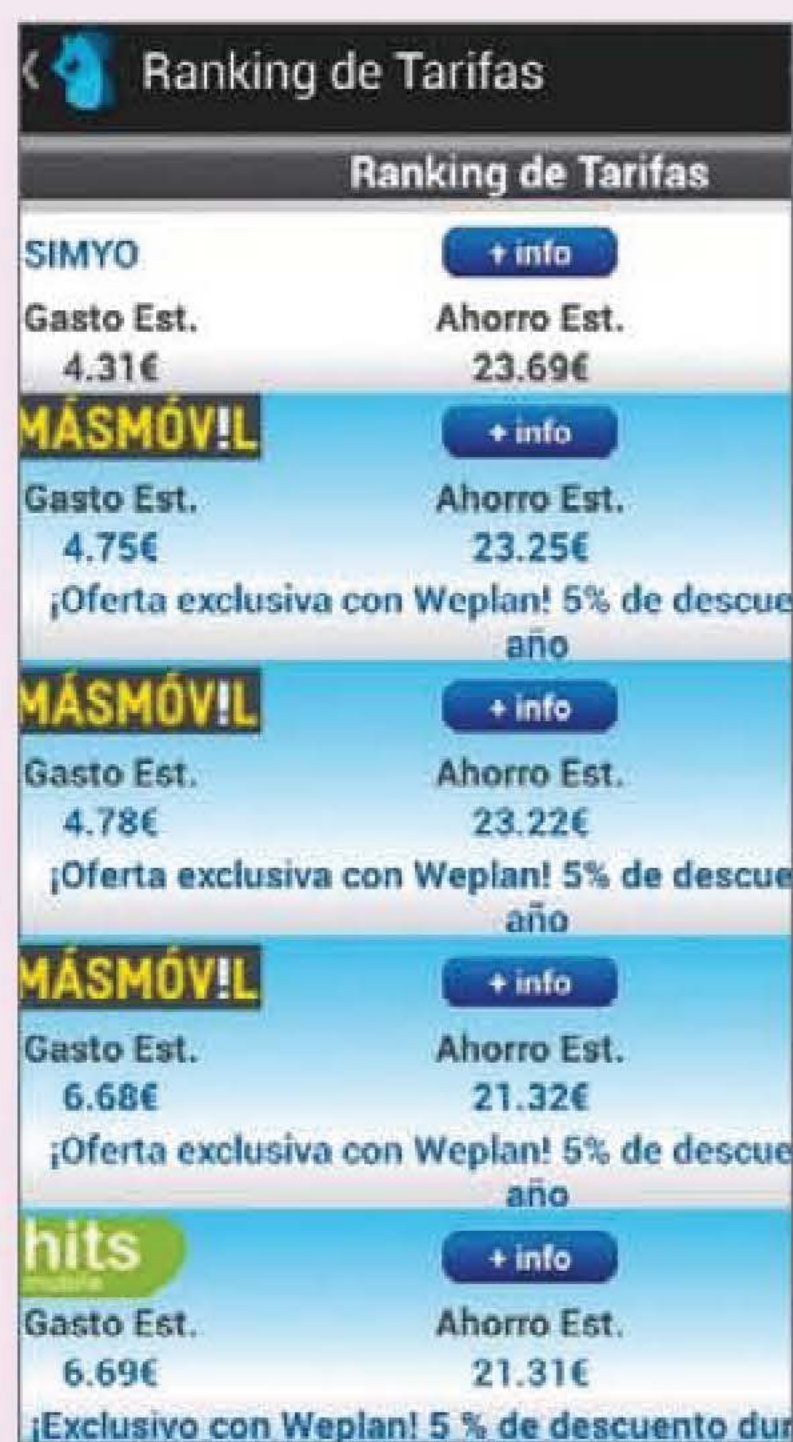 Ranking de Tarifas
Ranking de Tarifas
SIMYO + info
Gasto Est. Ahorro Est.
4.31€ 23.69€
MÁSMÓV!L + info
Gasto Est. Ahorro Est.
4.75€ 23.25€
¡Oferta exclusiva con Weplan! 5% de descue
año
MÁSMÓV!L + info
Gasto Est. Ahorro Est.
4.78€ 23.22€
¡Oferta exclusiva con Weplan! 5% de descue
año
MÁSMÓV!L + info
Gasto Est. Ahorro Est.
6.68€ 21.32€
¡Oferta exclusiva con Weplan! 5% de descue
año
hits + info
mobile
Gasto Est. Ahorro Est.
6.69€ 21.31€
¡Exclusivo con Weplan! 5 % de descuento dur